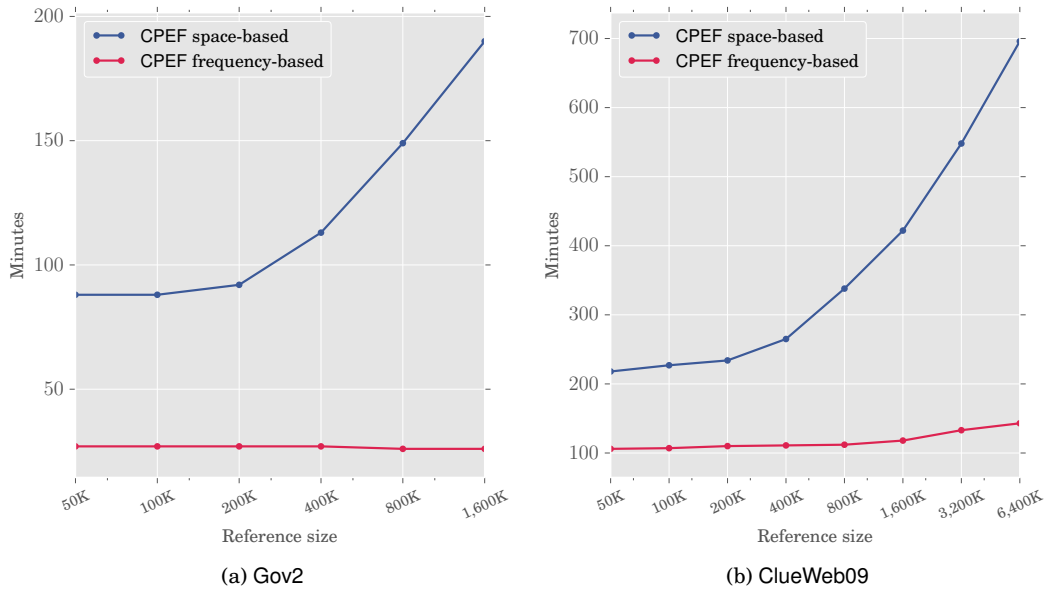 200
150
100
50
Minutes
CPEF space-based
CPEF frequency-based
50K
100K
200K
400K
800K
1,600K
Reference size
(a) Gov2
700
600
500
400
300
200
100
Minutes
CPEF space-based
CPEF frequency-based
50K
100K
200K
400K
800K
1,600K
3,200K
6,400K
Reference size
(b) ClueWeb09